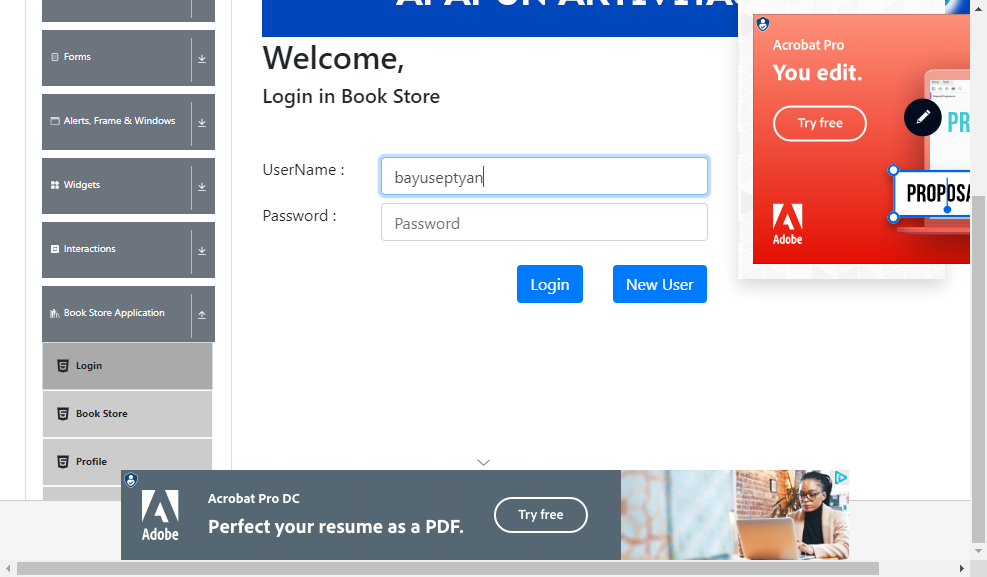 Forms
Alerts, Frame & Windows
Widgets
Interactions
Book Store Application
Login
Book Store
Profile
Welcome,
Login in Book Store
UserName :
bayuseptyan
Password :
Password
Login
New User
Acrobat Pro
You edit.
Try free
PR
PROPOSA
Adobe
Acrobat Pro DC
Perfect your resume as a PDF.
Try free
Adobe